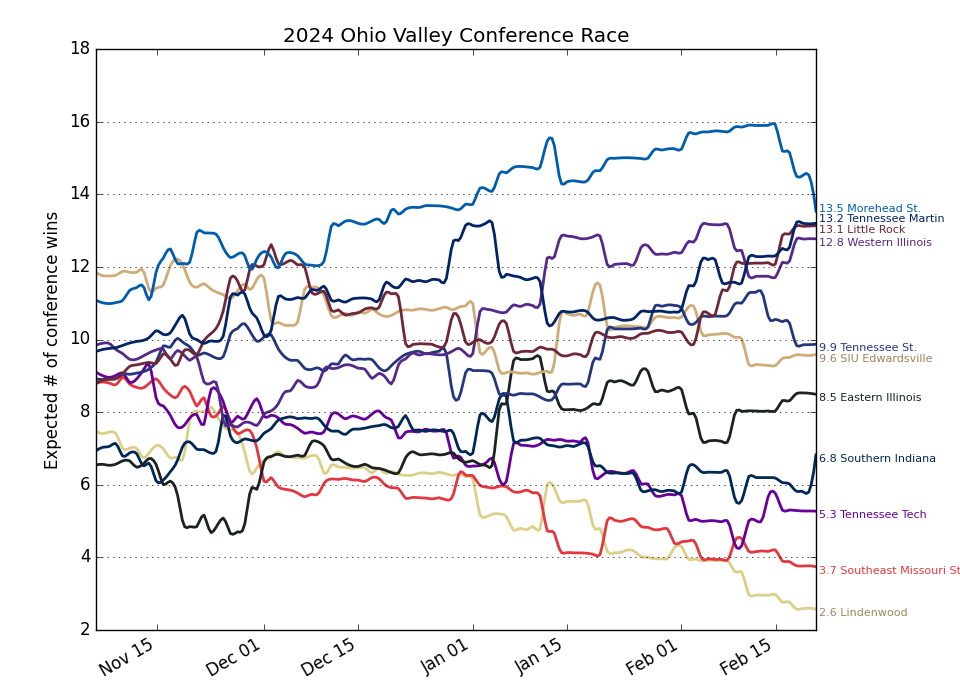 2024 Ohio Valley Conference Race
Expected # of conference wins
18
16
14
12
10
8
6
4
2
Nov 15
Dec 01
Dec 15
Jan 01
Jan 15
Feb 01
Feb 15
13.5 Morehead St.
13.2 Tennessee Martin
13.1 Little Rock
12.8 Western Illinois
9.9 Tennessee St.
9.6 SIU Edwardsville
8.5 Eastern Illinois
6.8 Southern Indiana
5.3 Tennessee Tech
3.7 Southeast Missouri St
2.6 Lindenwood